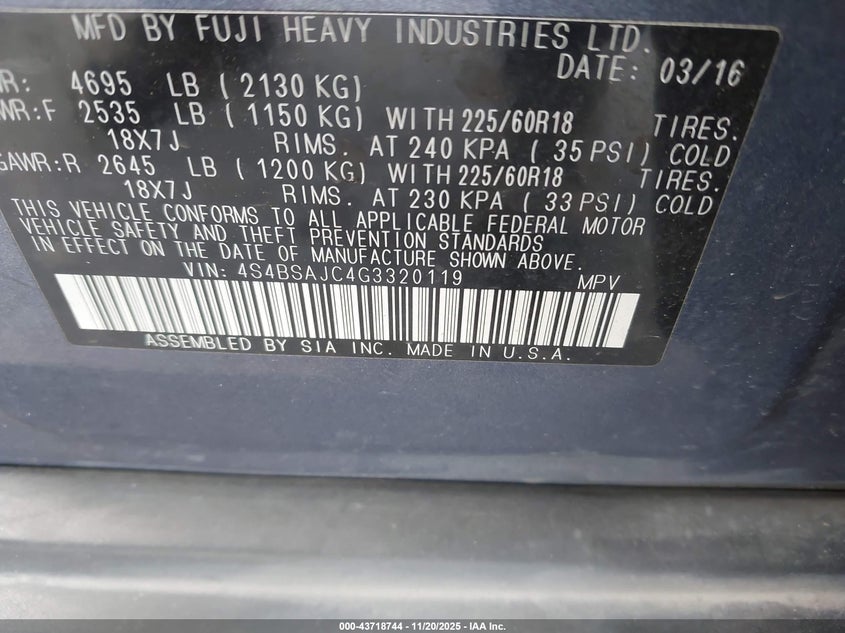 MFD BY FUJI HEAVY INDUSTRIES LTD.
DATE: 03/16
WR: 4695 LB ( 2130 KG)
WR:F 2535 LB ( 1150 KG) WITH 225/60R18 TIRES.
18X7J RIMS. AT 240 KPA ( 35 PSI) COLD
GAWR:R 2645 LB ( 1200 KG) WITH 225/60R18 TIRES.
18X7J RIMS. AT 230 KPA ( 33 PSI) COLD
THIS VEHICLE CONFORMS TO ALL APPLICABLE FEDERAL MOTOR
VEHICLE SAFETY AND THEFT PREVENTION STANDARDS
IN EFFECT ON THE DATE OF MANUFACTURE SHOWN ABOVE.
VIN: 4S4BSAJC4G3320119 MPV
ASSEMBLED BY SIA INC. MADE IN U.S.A.
000-43718744 | 11/20/2025 - IAA Inc.